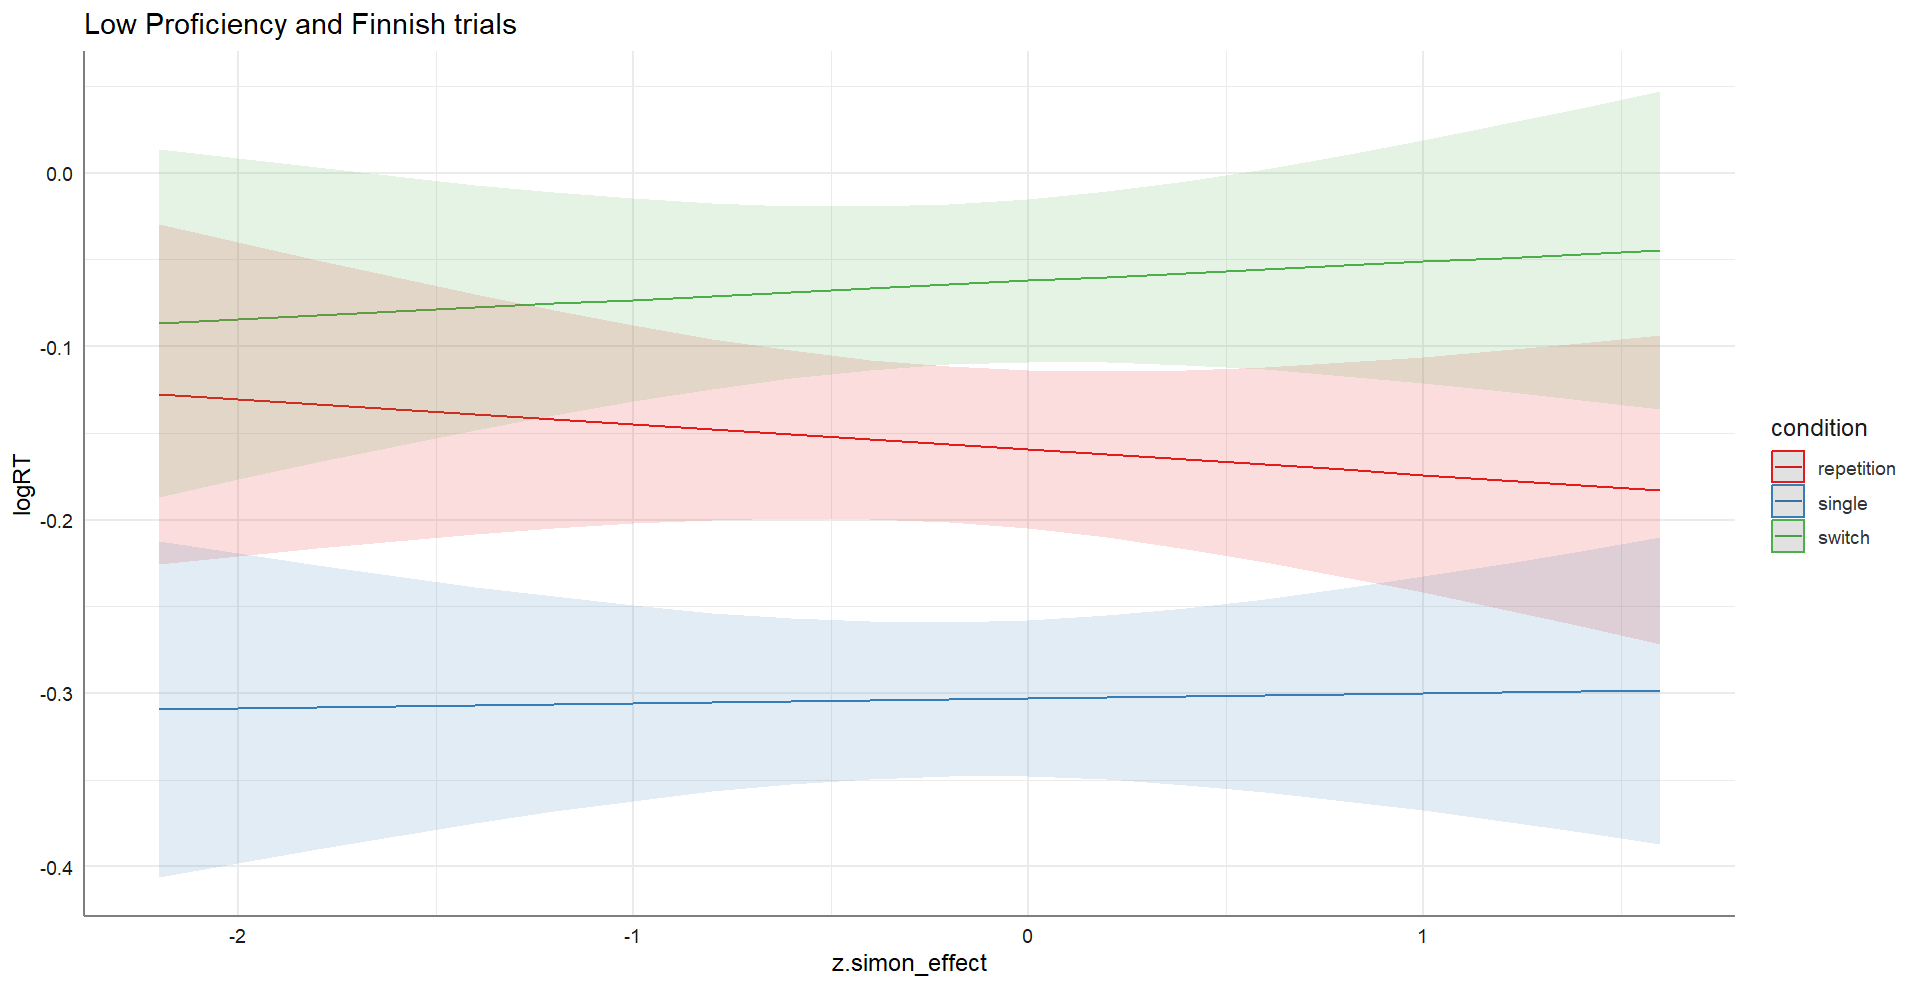 Low Proficiency and Finnish trials
logRT
0.0
-0.1
-0.2
-0.3
-0.4
-2
-1
0
1
z.simon_effect
condition
repetition
single
switch